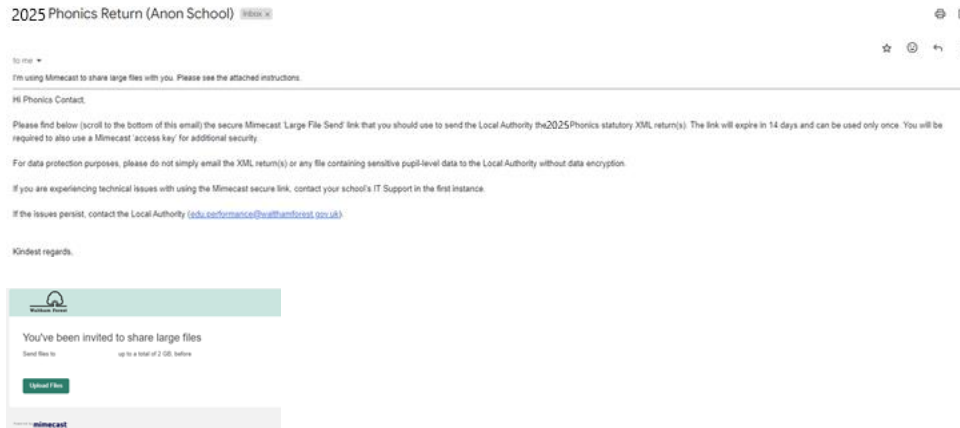 2025 Phonics Return (Anon School) Inbox x
to me
I'm using Mimecast to share large files with you. Please see the attached instructions.
Hi Phonics Contact,
Please find below (scroll to the bottom of this email) the secure Mimecast 'Large File Send' link that you should use to send the Local Authority the2025Phonics statutory XML return(s). The link will expire in 14 days and can be used only once. You will be
required to also use a Mimecast 'access key' for additional security.
For data protection purposes, please do not simply email the XML return(s) or any file containing sensitive pupil-level data to the Local Authority without data encryption.
If you are experiencing technical issues with using the Mimecast secure link, contact your school's IT Support in the first instance.
If the issues persist, contact the Local Authority (edu.performance@walthamforest.gov.uk).
Kindest regards,
Waltham Forest
You've been invited to share large files
Send files to up to a total of 2 GB, before
Upload Files
mimecast